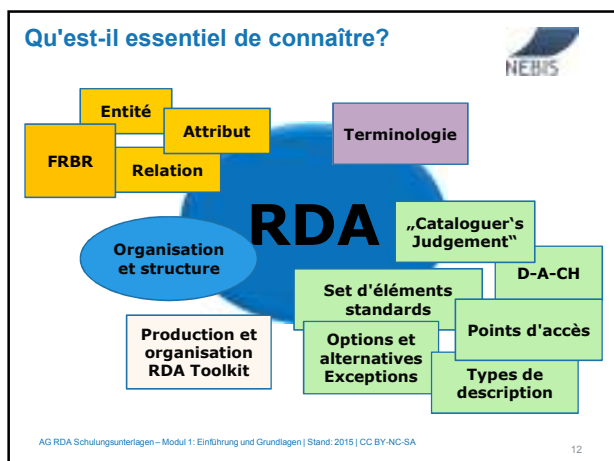 Qu'est-il essentiel de connaître?
NEBIS
Entité
Attribut
FRBR
Relation
Terminologie
RDA
Organisation
et structure
„Cataloguer's
Judgement“
D-A-CH
Set d'éléments
standards
Points d'accès
Production et
organisation
RDA Toolkit
Options et
alternatives
Exceptions
Types de
description
AG RDA Schulungsunterlagen – Modul 1: Einführung und Grundlagen | Stand: 2015 | CC BY-NC-SA
12